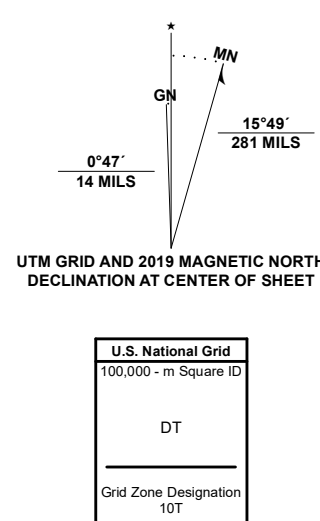 ★
MN
GN
15°49´
281 MILS
0°47´
14 MILS
UTM GRID AND 2019 MAGNETIC NORTH
DECLINATION AT CENTER OF SHEET
U.S. National Grid
100,000 - m Square ID
DT
Grid Zone Designation
10T